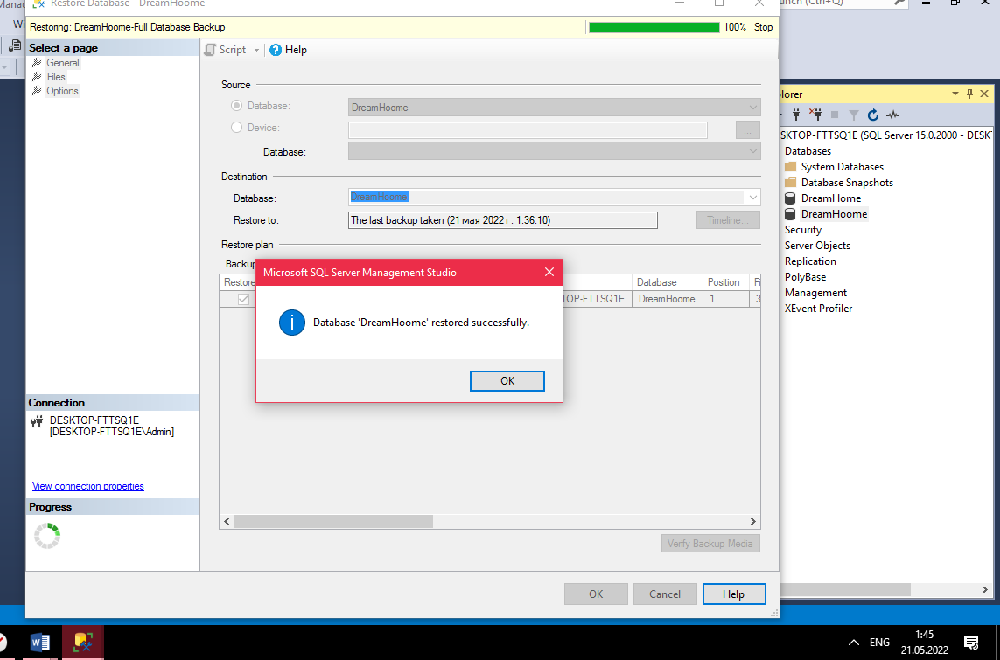 Restore Database - DreamHoome
Restoring: DreamHoome-Full Database Backup
100%
Stop
Select a page
General
Files
Options
Script
Help
Source
Database:
DreamHoome
Device:
...
Database:
Destination
Database:
DreamHoome
Restore to:
The last backup taken (21 мая 2022 г. 1:36:10)
Timeline...
Restore plan
Backup
Restore
Database
Position
Fi
TOP-FTTSQ1E
DreamHoome
1
3
Microsoft SQL Server Management Studio
Database 'DreamHoome' restored successfully.
OK
Connection
DESKTOP-FTTSQ1E
[DESKTOP-FTTSQ1E\Admin]
View connection properties
Progress
Verify Backup Media
OK
Cancel
Help
Manag
Wi
unch (Ctrl+Q)
plorer
SKTOP-FTTSQ1E (SQL Server 15.0.2000 - DESKT
Databases
System Databases
Database Snapshots
DreamHome
DreamHoome
Security
Server Objects
Replication
PolyBase
Management
XEvent Profiler
ENG
1:45
21.05.2022